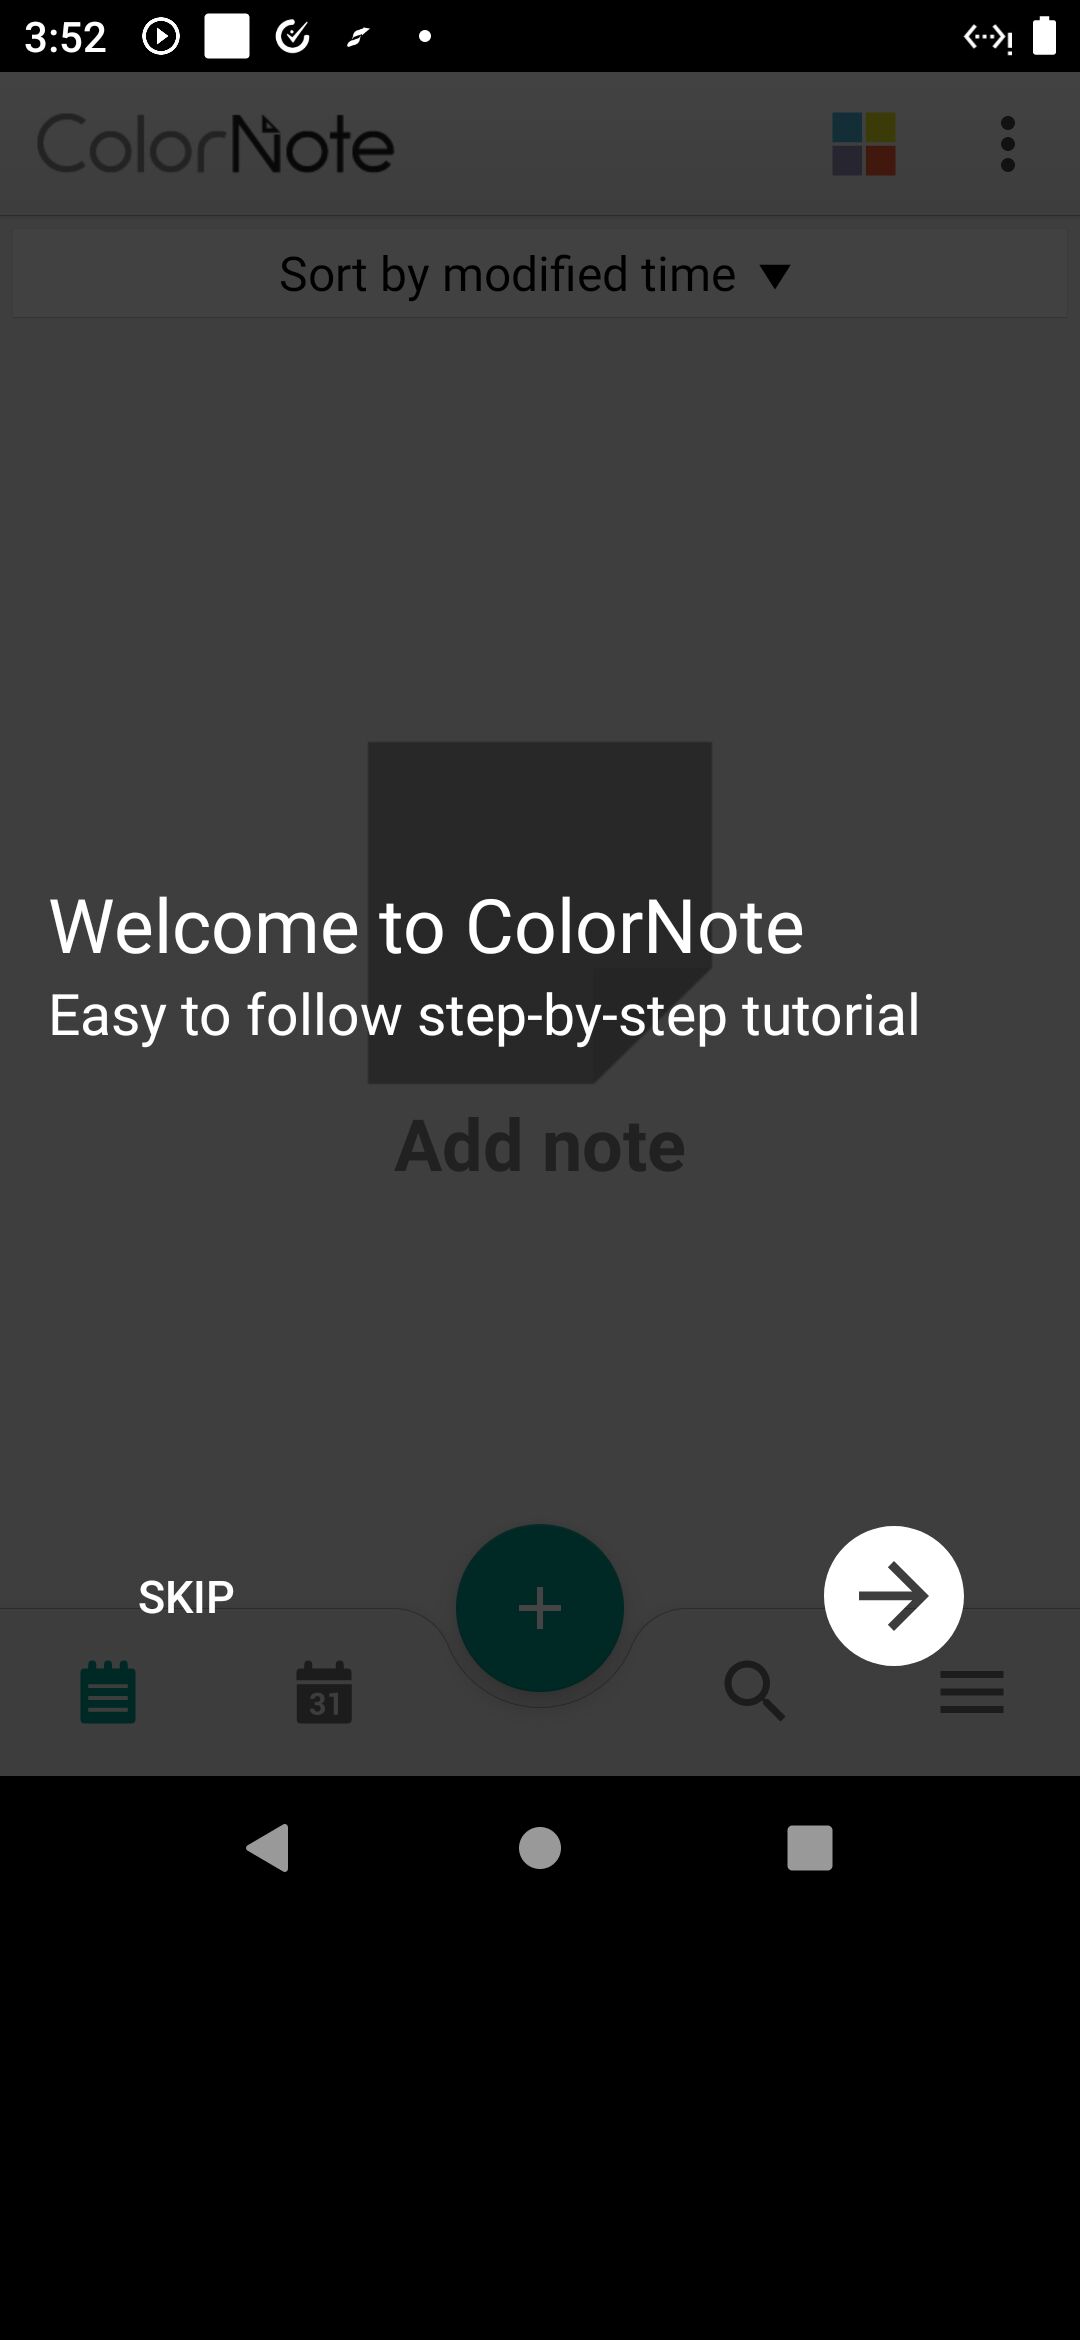 3:52
ColorNote
Sort by modified time
Welcome to ColorNote
Easy to follow step-by-step tutorial
Add note
SKIP
31